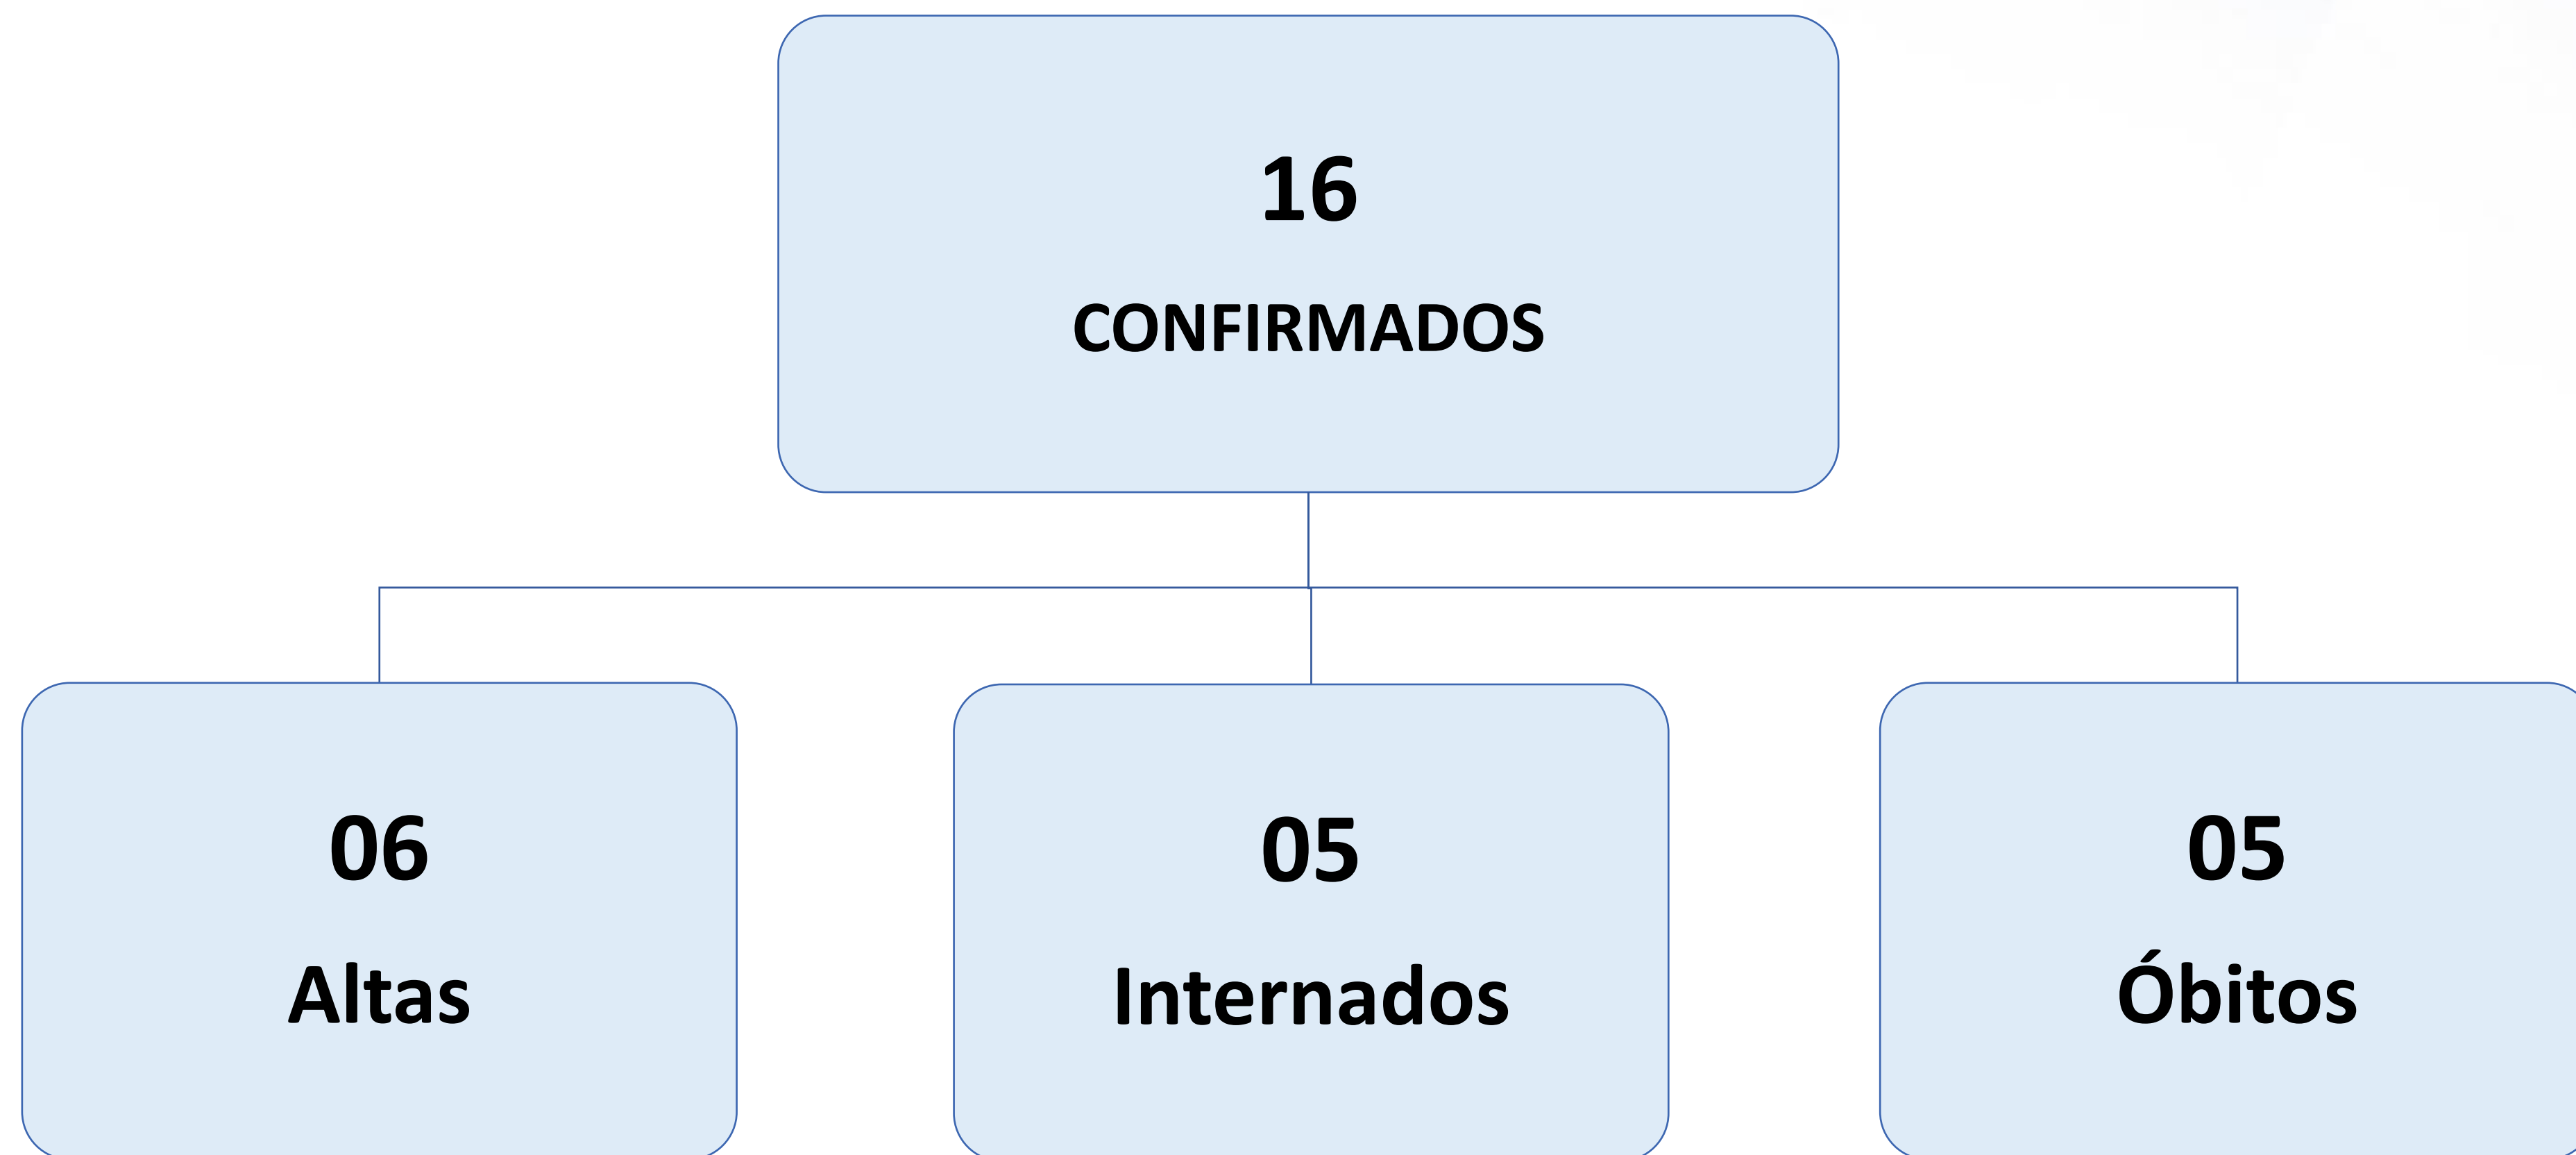 16
CONFIRMADOS
06
Altas
05
Internados
05
Óbitos